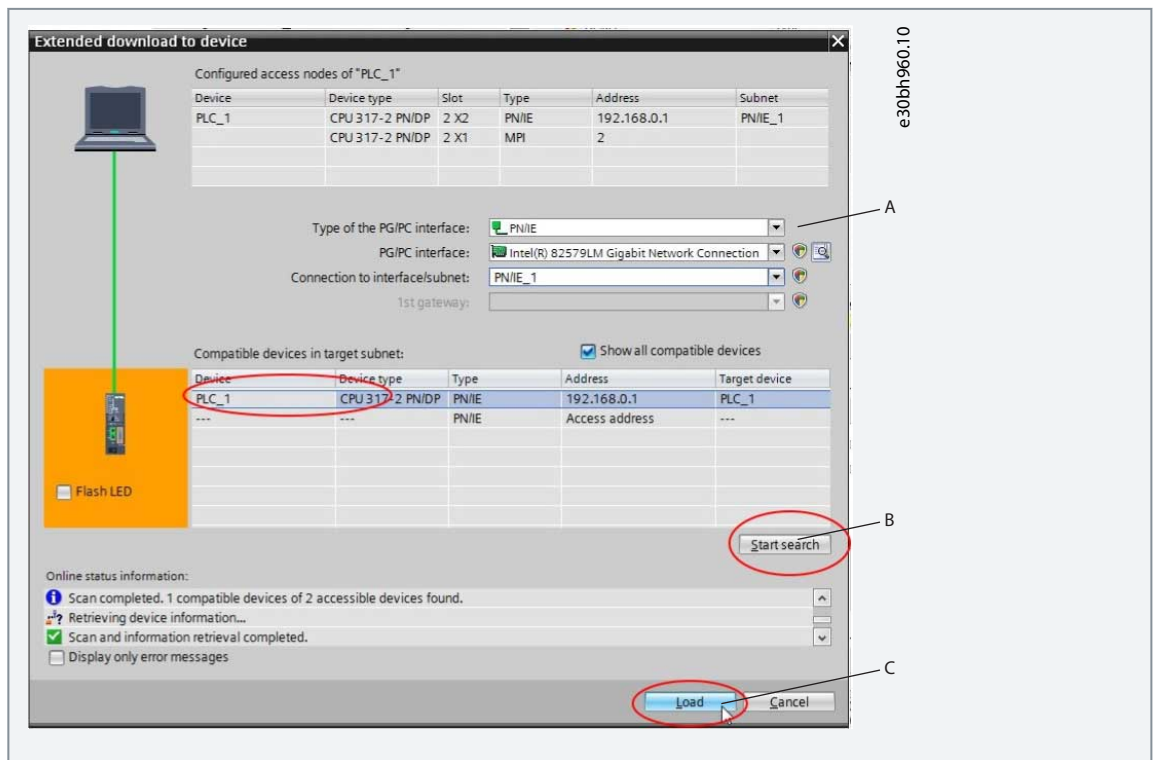 Extended download to device
e30bh960.10
Configured access nodes of "PLC_1"
Device Device type Slot Type Address Subnet
PLC_1 CPU 317-2 PN/DP 2 X2 PN/IE 192.168.0.1 PN/IE_1
CPU 317-2 PN/DP 2 X1 MPI 2
A
Type of the PG/PC interface: PN/IE
PG/PC interface: Intel(R) 82579LM Gigabit Network Connection
Connection to interface/subnet: PN/IE_1
1st gateway:
Compatible devices in target subnet: Show all compatible devices
Device Device type Type Address Target device
PLC_1 CPU 317-2 PN/DP PN/IE 192.168.0.1 PLC_1
--- --- PN/IE Access address ---
Flash LED
B
Start search
Online status information:
Scan completed. 1 compatible devices of 2 accessible devices found.
Retrieving device information...
Scan and information retrieval completed.
Display only error messages
C
Load Cancel